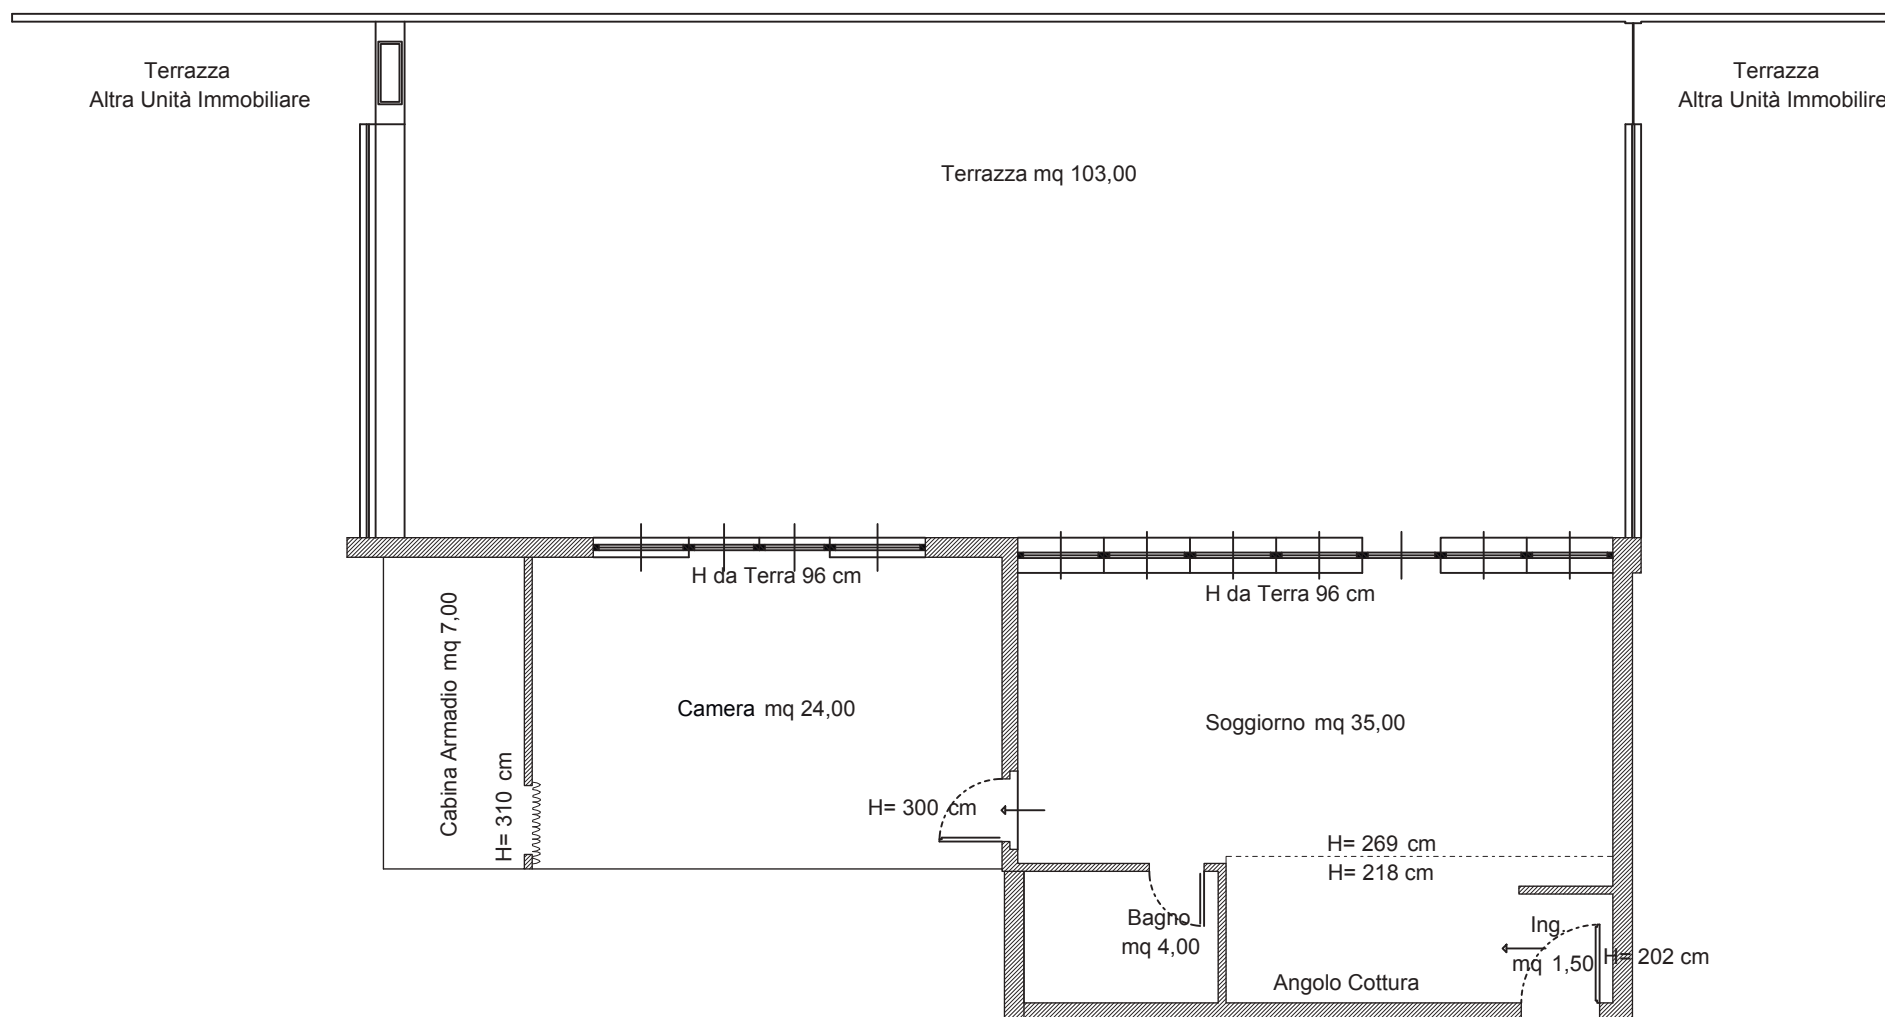 Terrazza
Altra Unità Immobiliare
Terrazza
Altra Unità Immobilire
Terrazza mq 103,00
H da Terra 96 cm
H da Terra 96 cm
Cabina Armadio mq 7,00
H= 310 cm
Camera mq 24,00
Soggiorno mq 35,00
H= 300 cm
H= 269 cm
H= 218 cm
Bagno
mq 4,00
Ing.
mq 1,50
H= 202 cm
Angolo Cottura